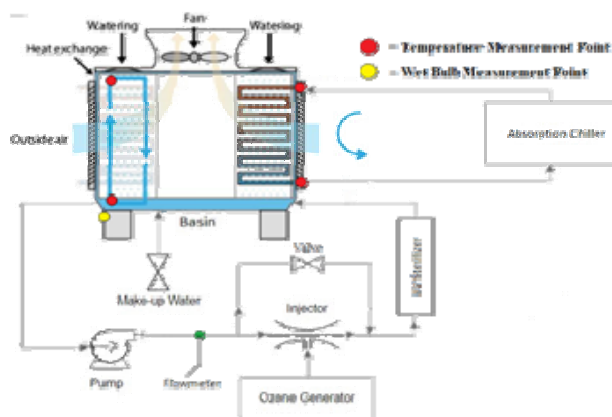 Fan
Watering
Watering
Heat exchange
= Temperature Measurement Point
= Wet Bulb Measurement Point
Outside air
Absorption Chiller
Basin
Valve
Make-up Water
Injector
Pump
Flowmeter
Ozone Generator